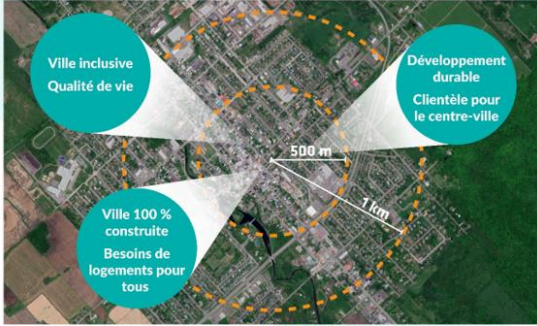 Ville inclusive
Qualité de vie
Développement
durable
Clientèle pour
le centre-ville
500 m
1 km
Ville 100 %
construite
Besoins de
logements pour
tous